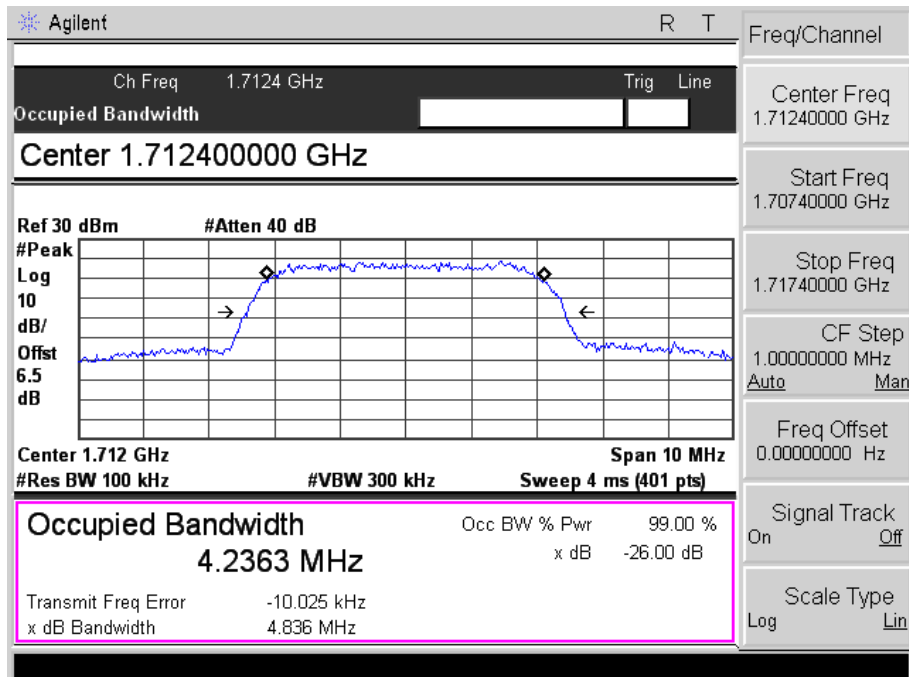 Agilent R T
Ch Freq 1.7124 GHz Trig Line
Occupied Bandwidth
Center 1.712400000 GHz
Ref 30 dBm #Atten 40 dB
#Peak
Log
10
dB/
Offst
6.5
dB
Center 1.712 GHz Span 10 MHz
#Res BW 100 kHz #VBW 300 kHz Sweep 4 ms (401 pts)
Occupied Bandwidth
4.2363 MHz
Occ BW % Pwr 99.00 %
x dB -26.00 dB
Transmit Freq Error -10.025 kHz
x dB Bandwidth 4.836 MHz
Freq/Channel
Center Freq
1.71240000 GHz
Start Freq
1.70740000 GHz
Stop Freq
1.71740000 GHz
CF Step
1.00000000 MHz
Auto Man
Freq Offset
0.00000000 Hz
Signal Track
On Off
Scale Type
Log Lin